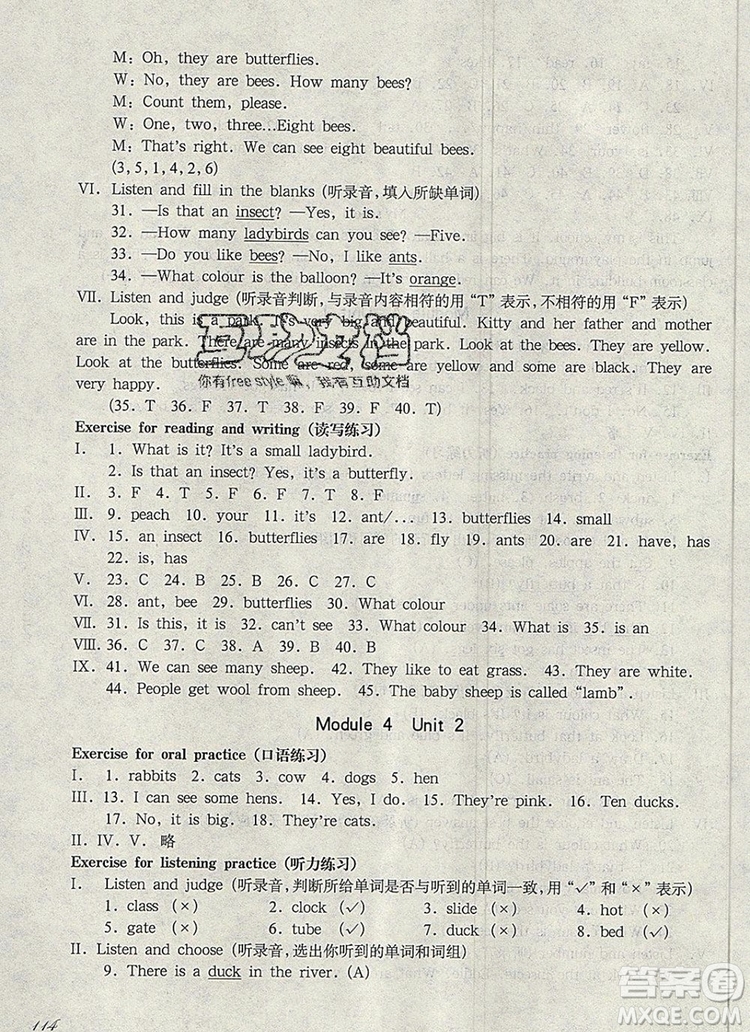 M: Oh, they are butterflies.
W: No, they are bees. How many bees?
M: Count them, please.
W: One, two, three...Eight bees.
M: That's right. We can see eight beautiful bees.
(3, 5, 1, 4, 2, 6)
Ⅵ. Listen and fill in the blanks (听录音,填入所缺单词)
31. —Is that an insect? —Yes, it is.
32. —How many ladybirds can you see? —Five.
33. —Do you like bees? —No, I like ants.
34. —What colour is the balloon? —It's orange.
Ⅶ. Listen and judge (听录音判断,与录音内容相符的用“T”表示,不相符的用“F”表示)
Look, this is a park. It's very big and beautiful. Kitty and her father and mother
are in the park. There are many insects in the park. Look at the bees. They are yellow.
Look at the butterflies. Some are red, some are yellow and some are black. They are
very happy.
你有freestyle嘛,我有互助文档
(35. T 36. F 37. T 38. F 39. F 40. T)
Exercise for reading and writing (读写练习)
Ⅰ. 1. What is it? It's a small ladybird.
2. Is that an insect? Yes, it's a butterfly.
Ⅱ. 3. F 4. T 5. T 6. F 7. T 8. F
Ⅲ. 9. peach 10. your 11. it's 12. ant/... 13. butterflies 14. small
Ⅳ. 15. an insect 16. butterflies 17. are 18. fly 19. ants 20. are 21. have, has
22. is, has
Ⅴ. 23. C 24. B 25. C 26. A 27. C
Ⅵ. 28. ant, bee 29. butterflies 30. What colour
Ⅶ. 31. Is this, it is 32. can't see 33. What colour 34. What is 35. is an
Ⅷ. 36. C 37. A 38. B 39. B 40. B
Ⅸ. 41. We can see many sheep. 42. They like to eat grass. 43. They are white.
44. People get wool from sheep. 45. The baby sheep is called “lamb”.
Module 4 Unit 2
Exercise for oral practice (口语练习)
Ⅰ. 1. rabbits 2. cats 3. cow 4. dogs 5. hen
Ⅲ. 13. I can see some hens. 14. Yes, I do. 15. They're pink. 16. Ten ducks.
17. No, it is big. 18. They're cats.
Ⅱ. Ⅳ. Ⅴ. 略
Exercise for listening practice (听力练习)
Ⅰ. Listen and judge (听录音,判断所给单词是否与听到的单词一致,用“✓”和“×”表示)
1. class (×) 2. clock (✓) 3. slide (×) 4. hot (×)
5. gate (×) 6. tube (✓) 7. duck (×) 8. bed (✓)
Ⅱ. Listen and choose (听录音,选出你听到的单词和词组)
9. There is a duck in the river. (A)
114
答案圈
MXQE.COM